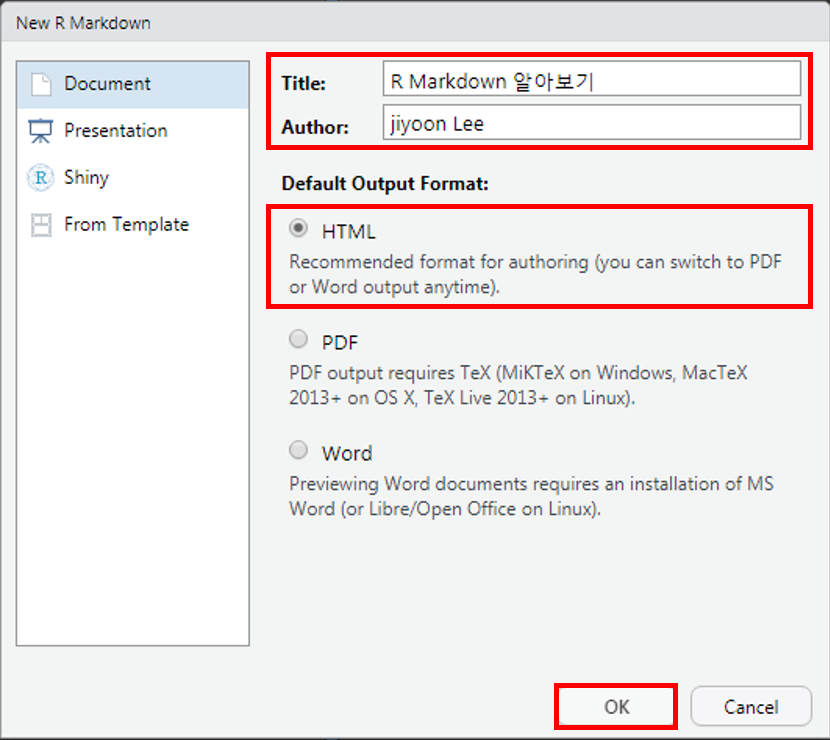 New R Markdown
Document
Presentation
R Shiny
From Template
Title: R Markdown 알아보기
Author: jiyoon Lee
Default Output Format:
HTML
Recommended format for authoring (you can switch to PDF
or Word output anytime).
PDF
PDF output requires TeX (MiKTeX on Windows, MacTeX
2013+ on OS X, TeX Live 2013+ on Linux).
Word
Previewing Word documents requires an installation of MS
Word (or Libre/Open Office on Linux).
OK Cancel